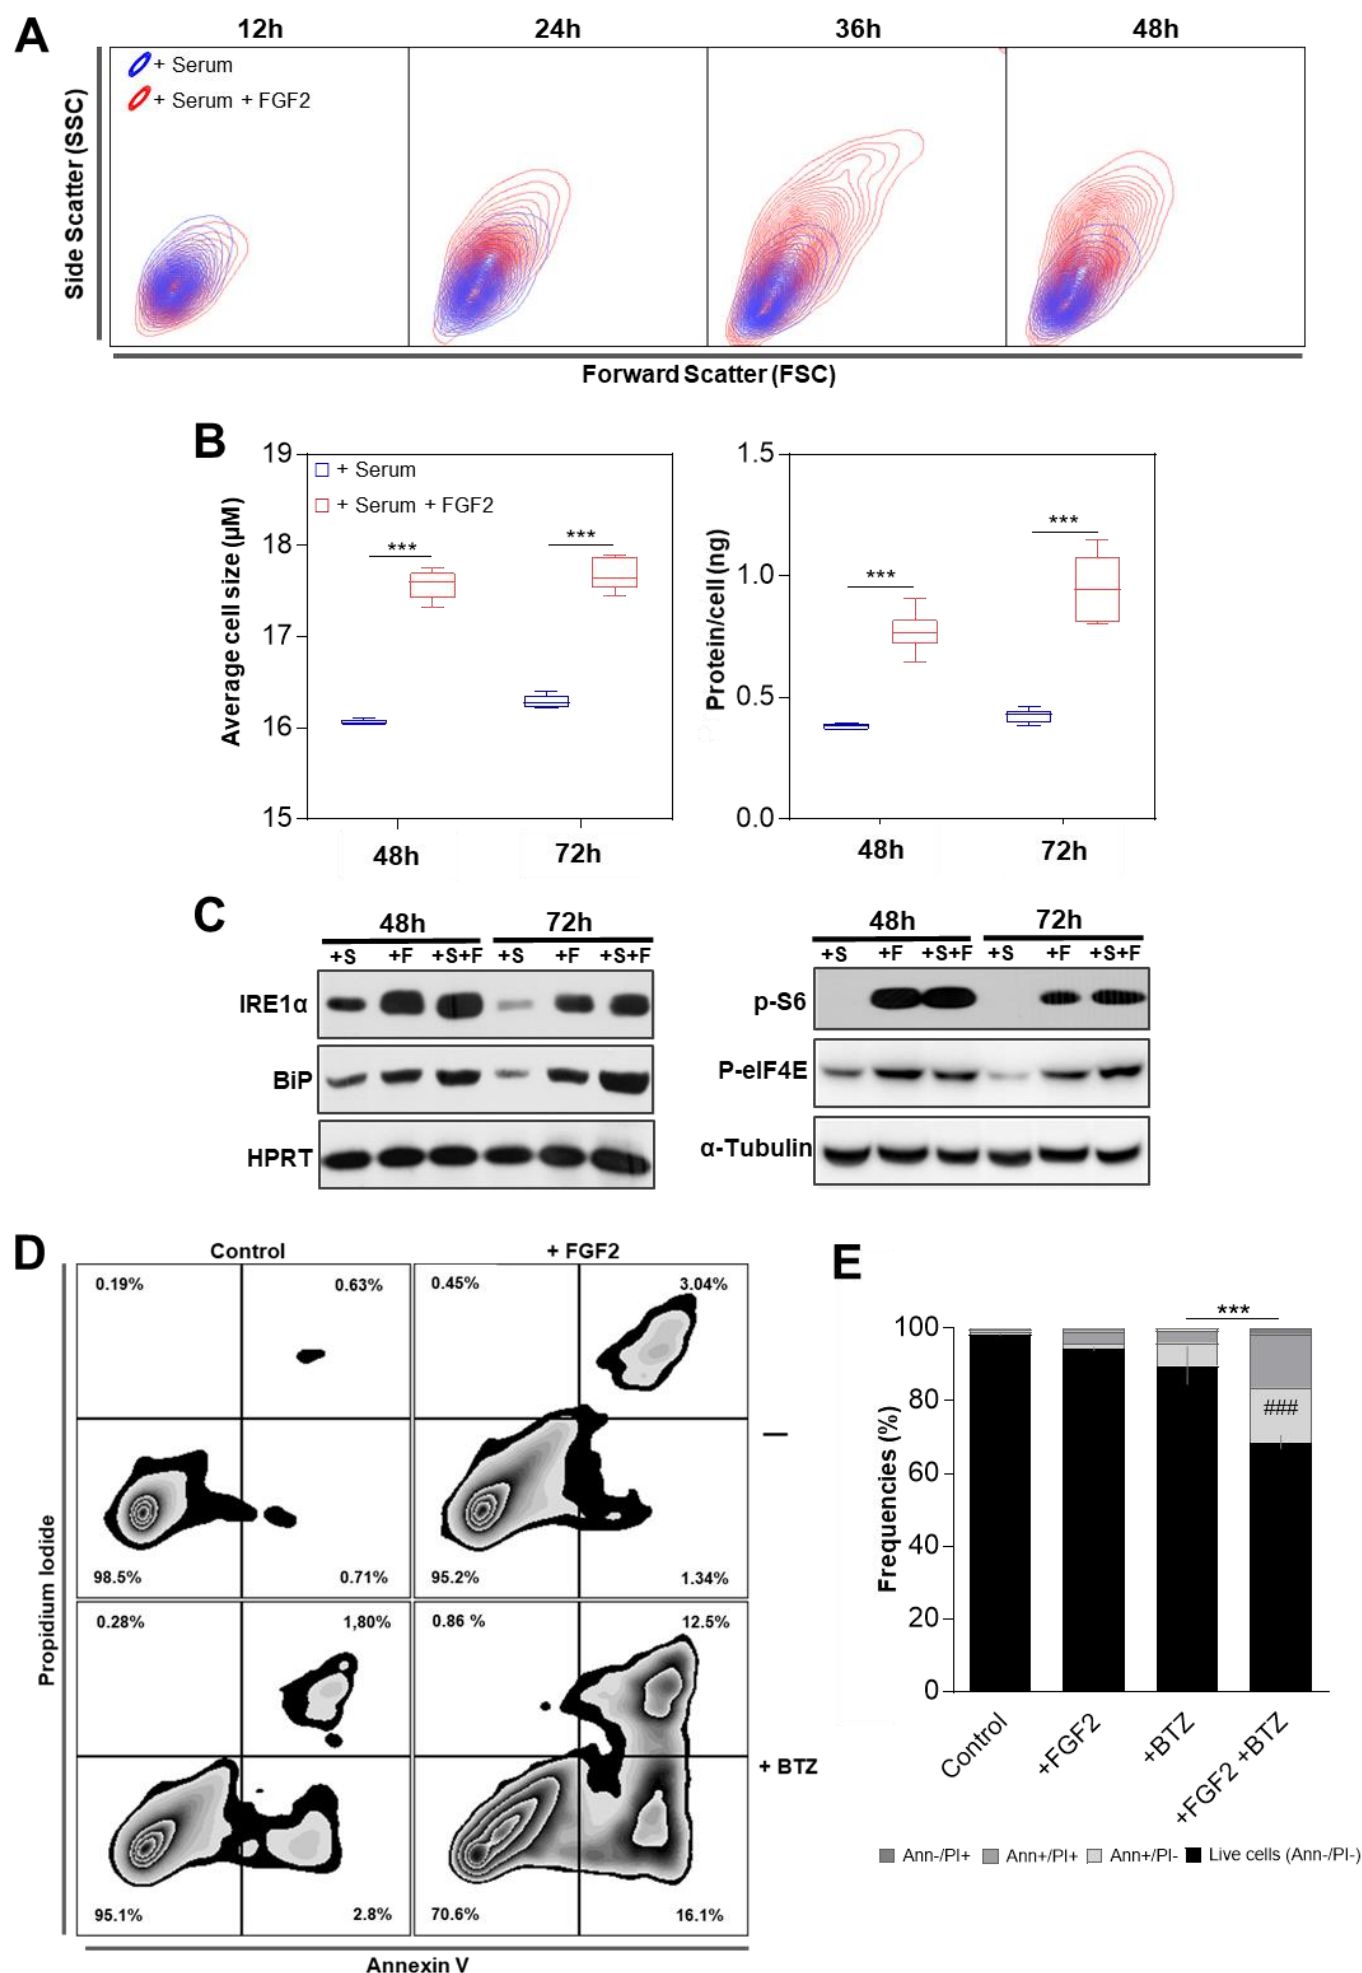 A
12h 24h 36h 48h
+ Serum
+ Serum + FGF2
Side Scatter (SSC)
Forward Scatter (FSC)
B
19
18
17
16
15
Average cell size (µM)
+ Serum
+ Serum + FGF2
*** ***
48h 72h
1.5
1.0
0.5
0.0
Protein/cell (ng)
*** ***
48h 72h
C
48h 72h
+S +F +S+F +S +F +S+F
IRE1α
BiP
HPRT
48h 72h
+S +F +S+F +S +F +S+F
p-S6
P-eIF4E
α-Tubulin
D
Control + FGF2
0.19% 0.63% 0.45% 3.04%
—
98.5% 0.71% 95.2% 1.34%
0.28% 1,80% 0.86 % 12.5%
+ BTZ
95.1% 2.8% 70.6% 16.1%
Propidium Iodide
Annexin V
E
***
100
80
60
40
20
0
###
Frequencies (%)
Control
+FGF2
+BTZ
+FGF2 +BTZ
Ann-/PI+ Ann+/PI+ Ann+/PI- Live cells (Ann-/PI-)